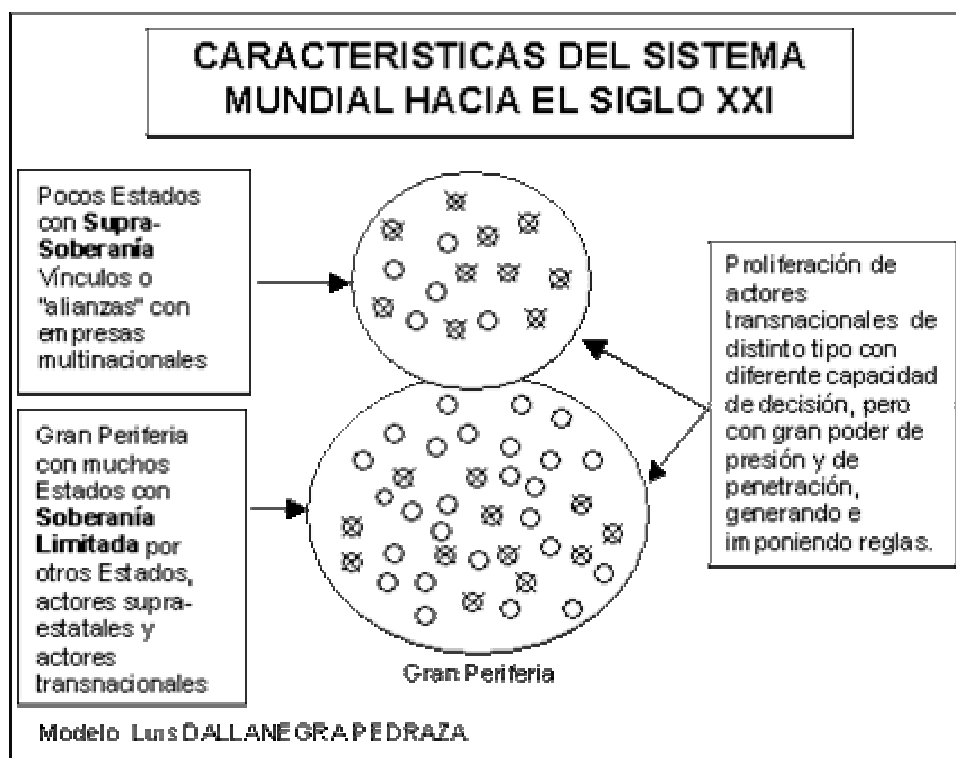 CARACTERISTICAS DEL SISTEMA
MUNDIAL HACIA EL SIGLO XXI
Pocos Estados
con Supra-
Soberanía
Vínculos o
"alianzas" con
empresas
multinacionales
Gran Periferia
con muchos
Estados con
Soberanía
Limitada por
otros Estados,
actores supra-
estatales y
actores
transnacionales
Proliferación de
actores
transnacionales de
distinto tipo con
diferente capacidad
de decisión, pero
con gran poder de
presión y de
penetración,
generando e
imponiendo reglas.
Gran Periferia
Modelo Luis DALLANEGRA PEDRAZA